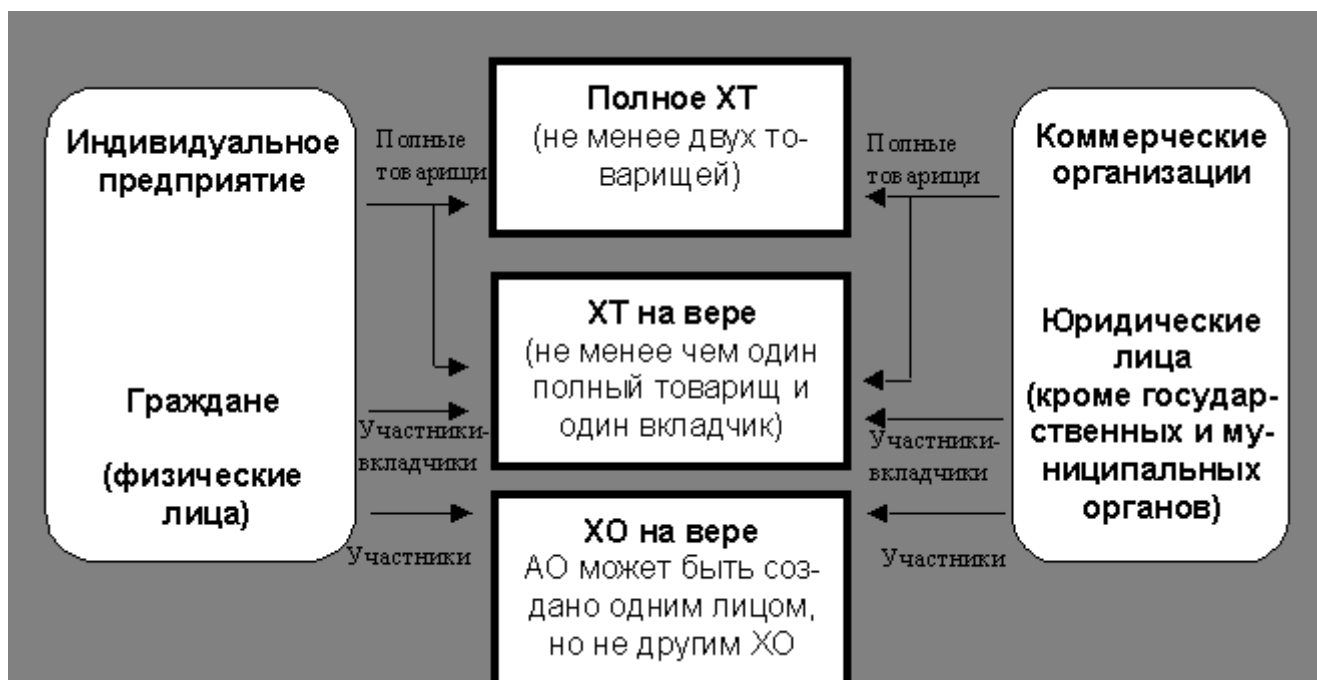 Индивидуальное
предприятие
Граждане
(физические
лица)
Полные
товарищи
Участники-
вкладчики
Участники
Полное ХТ
(не менее двух то-
варищей)
ХТ на вере
(не менее чем один
полный товарищ и
один вкладчик)
ХО на вере
АО может быть соз-
дано одним лицом,
но не другим ХО
Полные
товарищи
Участники-
вкладчики
Участники
Коммерческие
организации
Юридические
лица
(кроме государ-
ственных и му-
ниципальных
органов)